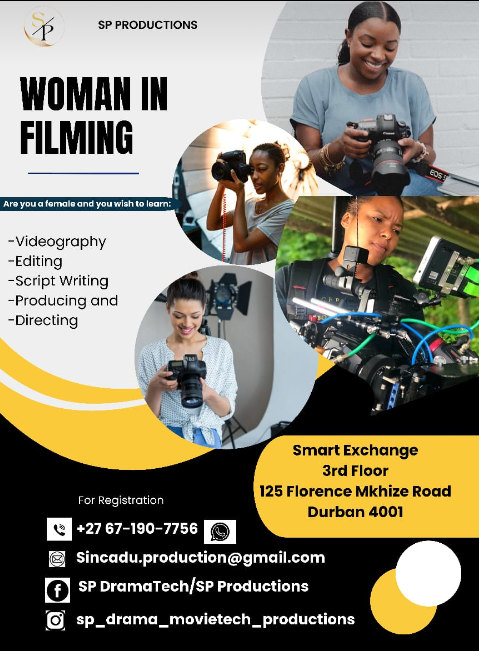 S/P
SP PRODUCTIONS
WOMAN IN
FILMING
Are you a female and you wish to learn:
-Videography
-Editing
-Script Writing
-Producing and
-Directing
EOS
Smart Exchange
3rd Floor
125 Florence Mkhize Road
Durban 4001
For Registration
+27 67-190-7756
Sincadu.production@gmail.com
SP DramaTech/SP Productions
sp_drama_movietech_productions